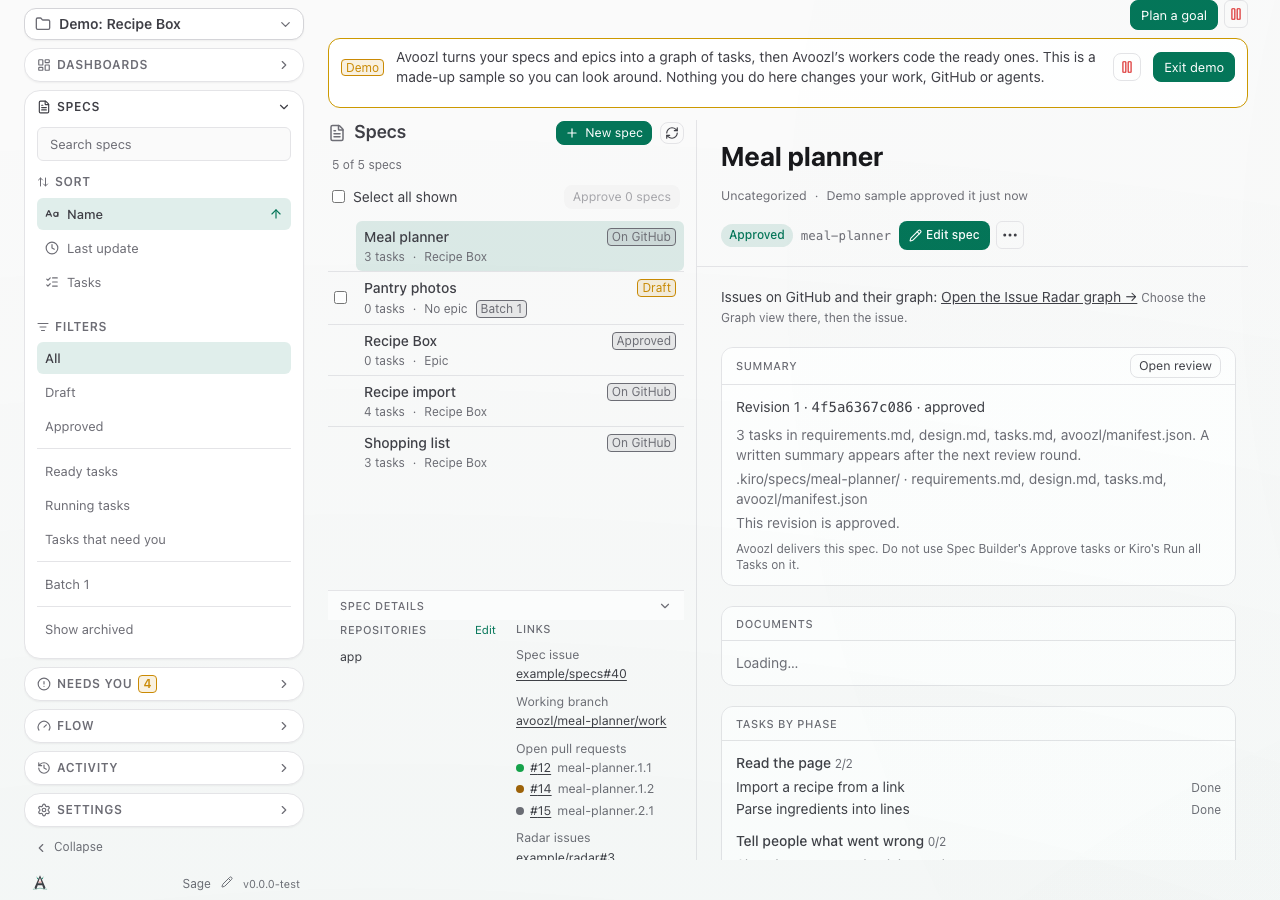 Demo: Recipe Box
DASHBOARDS
SPECS
Search specs
SORT
Name
Last update
Tasks
FILTERS
All
Draft
Approved
Ready tasks
Running tasks
Tasks that need you
Batch 1
Show archived
NEEDS YOU 4
FLOW
ACTIVITY
SETTINGS
Collapse
Sage v0.0.0-test
Plan a goal
Demo
Avoozl turns your specs and epics into a graph of tasks, then Avoozl's workers code the ready ones. This is a
made-up sample so you can look around. Nothing you do here changes your work, GitHub or agents.
Exit demo
Specs
New spec
5 of 5 specs
Select all shown
Approve 0 specs
Meal planner On GitHub
3 tasks · Recipe Box
Pantry photos Draft
0 tasks · No epic Batch 1
Recipe Box Approved
0 tasks · Epic
Recipe import On GitHub
4 tasks · Recipe Box
Shopping list On GitHub
3 tasks · Recipe Box
SPEC DETAILS
REPOSITORIES Edit
app
LINKS
Spec issue
example/specs#40
Working branch
avoozl/meal-planner/work
Open pull requests
#12 meal-planner.1.1
#14 meal-planner.1.2
#15 meal-planner.2.1
Radar issues
example/radar#3
Meal planner
Uncategorized · Demo sample approved it just now
Approved meal-planner Edit spec
Issues on GitHub and their graph: Open the Issue Radar graph → Choose the
Graph view there, then the issue.
SUMMARY
Open review
Revision 1 · 4f5a6367c086 · approved
3 tasks in requirements.md, design.md, tasks.md, avoozl/manifest.json. A
written summary appears after the next review round.
.kiro/specs/meal-planner/ · requirements.md, design.md, tasks.md,
avoozl/manifest.json
This revision is approved.
Avoozl delivers this spec. Do not use Spec Builder's Approve tasks or Kiro's Run all
Tasks on it.
DOCUMENTS
Loading…
TASKS BY PHASE
Read the page 2/2
Import a recipe from a link Done
Parse ingredients into lines Done
Tell people what went wrong 0/2